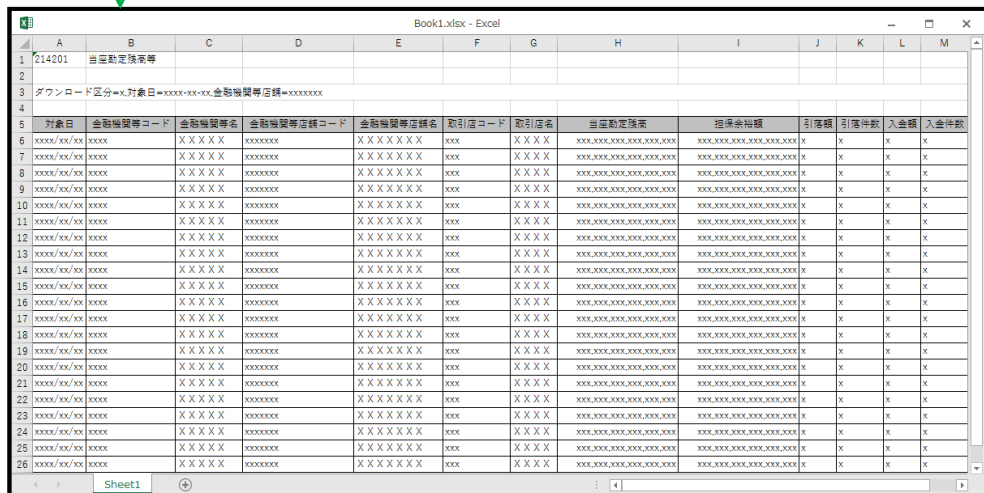 Book1.xlsx - Excel
A B C D E F G H I J K L M
1 214201 当座勘定残高等
2
3 ダウンロード区分=x,対象日=xxxx-xx-xx,金融機関等店舗=xxxxxxx
4
5 対象日 金融機関等コード 金融機関等名 金融機関等店舗コード 金融機関等店舗名 取引店コード 取引店名 当座勘定残高 担保余裕額 引落額 引落件数 入金額 入金件数
6 xxxx/xx/xx xxxx ＸＸＸＸＸ xxxxxxx ＸＸＸＸＸＸＸ xxx ＸＸＸＸ xxx,xxx,xxx,xxx,xxx,xxx xxx,xxx,xxx,xxx,xxx,xxx x x x x
7 xxxx/xx/xx xxxx ＸＸＸＸＸ xxxxxxx ＸＸＸＸＸＸＸ xxx ＸＸＸＸ xxx,xxx,xxx,xxx,xxx,xxx xxx,xxx,xxx,xxx,xxx,xxx x x x x
8 xxxx/xx/xx xxxx ＸＸＸＸＸ xxxxxxx ＸＸＸＸＸＸＸ xxx ＸＸＸＸ xxx,xxx,xxx,xxx,xxx,xxx xxx,xxx,xxx,xxx,xxx,xxx x x x x
9 xxxx/xx/xx xxxx ＸＸＸＸＸ xxxxxxx ＸＸＸＸＸＸＸ xxx ＸＸＸＸ xxx,xxx,xxx,xxx,xxx,xxx xxx,xxx,xxx,xxx,xxx,xxx x x x x
10 xxxx/xx/xx xxxx ＸＸＸＸＸ xxxxxxx ＸＸＸＸＸＸＸ xxx ＸＸＸＸ xxx,xxx,xxx,xxx,xxx,xxx xxx,xxx,xxx,xxx,xxx,xxx x x x x
11 xxxx/xx/xx xxxx ＸＸＸＸＸ xxxxxxx ＸＸＸＸＸＸＸ xxx ＸＸＸＸ xxx,xxx,xxx,xxx,xxx,xxx xxx,xxx,xxx,xxx,xxx,xxx x x x x
12 xxxx/xx/xx xxxx ＸＸＸＸＸ xxxxxxx ＸＸＸＸＸＸＸ xxx ＸＸＸＸ xxx,xxx,xxx,xxx,xxx,xxx xxx,xxx,xxx,xxx,xxx,xxx x x x x
13 xxxx/xx/xx xxxx ＸＸＸＸＸ xxxxxxx ＸＸＸＸＸＸＸ xxx ＸＸＸＸ xxx,xxx,xxx,xxx,xxx,xxx xxx,xxx,xxx,xxx,xxx,xxx x x x x
14 xxxx/xx/xx xxxx ＸＸＸＸＸ xxxxxxx ＸＸＸＸＸＸＸ xxx ＸＸＸＸ xxx,xxx,xxx,xxx,xxx,xxx xxx,xxx,xxx,xxx,xxx,xxx x x x x
15 xxxx/xx/xx xxxx ＸＸＸＸＸ xxxxxxx ＸＸＸＸＸＸＸ xxx ＸＸＸＸ xxx,xxx,xxx,xxx,xxx,xxx xxx,xxx,xxx,xxx,xxx,xxx x x x x
16 xxxx/xx/xx xxxx ＸＸＸＸＸ xxxxxxx ＸＸＸＸＸＸＸ xxx ＸＸＸＸ xxx,xxx,xxx,xxx,xxx,xxx xxx,xxx,xxx,xxx,xxx,xxx x x x x
17 xxxx/xx/xx xxxx ＸＸＸＸＸ xxxxxxx ＸＸＸＸＸＸＸ xxx ＸＸＸＸ xxx,xxx,xxx,xxx,xxx,xxx xxx,xxx,xxx,xxx,xxx,xxx x x x x
18 xxxx/xx/xx xxxx ＸＸＸＸＸ xxxxxxx ＸＸＸＸＸＸＸ xxx ＸＸＸＸ xxx,xxx,xxx,xxx,xxx,xxx xxx,xxx,xxx,xxx,xxx,xxx x x x x
19 xxxx/xx/xx xxxx ＸＸＸＸＸ xxxxxxx ＸＸＸＸＸＸＸ xxx ＸＸＸＸ xxx,xxx,xxx,xxx,xxx,xxx xxx,xxx,xxx,xxx,xxx,xxx x x x x
20 xxxx/xx/xx xxxx ＸＸＸＸＸ xxxxxxx ＸＸＸＸＸＸＸ xxx ＸＸＸＸ xxx,xxx,xxx,xxx,xxx,xxx xxx,xxx,xxx,xxx,xxx,xxx x x x x
21 xxxx/xx/xx xxxx ＸＸＸＸＸ xxxxxxx ＸＸＸＸＸＸＸ xxx ＸＸＸＸ xxx,xxx,xxx,xxx,xxx,xxx xxx,xxx,xxx,xxx,xxx,xxx x x x x
22 xxxx/xx/xx xxxx ＸＸＸＸＸ xxxxxxx ＸＸＸＸＸＸＸ xxx ＸＸＸＸ xxx,xxx,xxx,xxx,xxx,xxx xxx,xxx,xxx,xxx,xxx,xxx x x x x
23 xxxx/xx/xx xxxx ＸＸＸＸＸ xxxxxxx ＸＸＸＸＸＸＸ xxx ＸＸＸＸ xxx,xxx,xxx,xxx,xxx,xxx xxx,xxx,xxx,xxx,xxx,xxx x x x x
24 xxxx/xx/xx xxxx ＸＸＸＸＸ xxxxxxx ＸＸＸＸＸＸＸ xxx ＸＸＸＸ xxx,xxx,xxx,xxx,xxx,xxx xxx,xxx,xxx,xxx,xxx,xxx x x x x
25 xxxx/xx/xx xxxx ＸＸＸＸＸ xxxxxxx ＸＸＸＸＸＸＸ xxx ＸＸＸＸ xxx,xxx,xxx,xxx,xxx,xxx xxx,xxx,xxx,xxx,xxx,xxx x x x x
26 xxxx/xx/xx xxxx ＸＸＸＸＸ xxxxxxx ＸＸＸＸＸＸＸ xxx ＸＸＸＸ xxx,xxx,xxx,xxx,xxx,xxx xxx,xxx,xxx,xxx,xxx,xxx x x x x
Sheet1